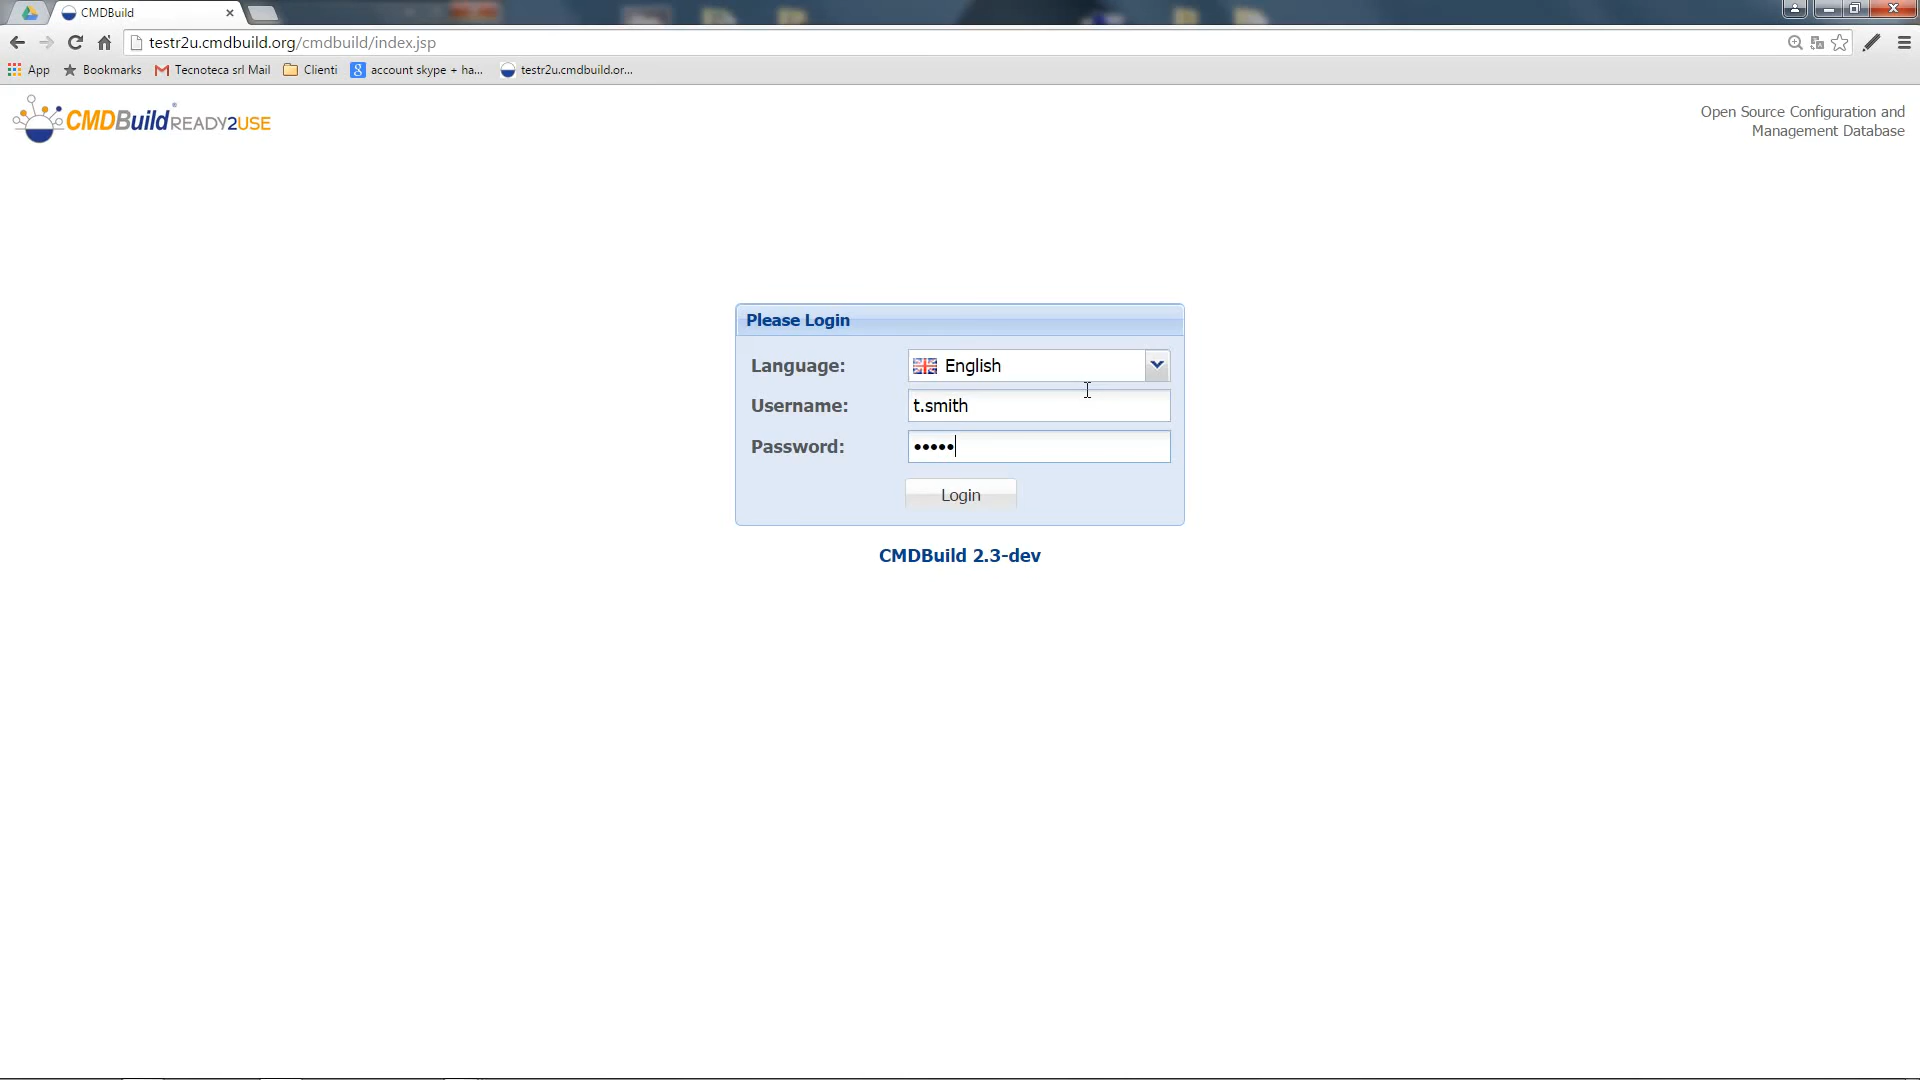 CMDBuild
testr2u.cmdbuild.org/cmdbuild/index.jsp
App Bookmarks Tecnoteca srl Mail Clienti account skype + ha... testr2u.cmdbuild.or...
CMDBuild® READY2USE
Open Source Configuration and
Management Database
Please Login
Language: English
Username: t.smith
Password: •••••
Login
CMDBuild 2.3-dev